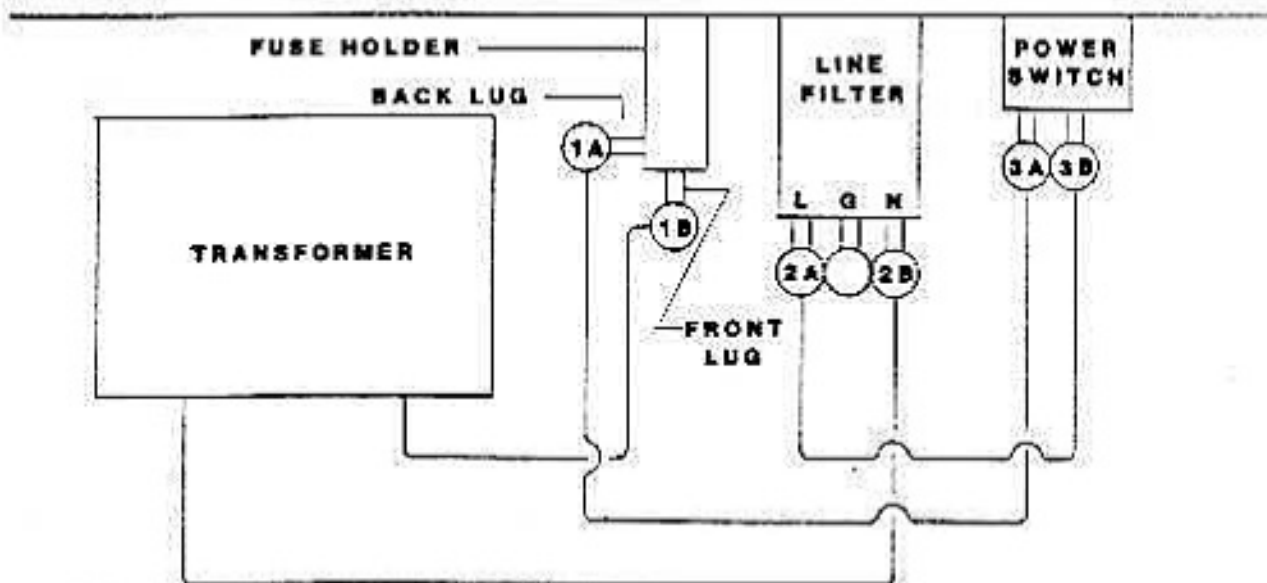 FUSE HOLDER
BACK LUG
LINE
FILTER
POWER
SWITCH
1A
3A
3B
L
G
N
1B
TRANSFORMER
2A
2B
FRONT
LUG